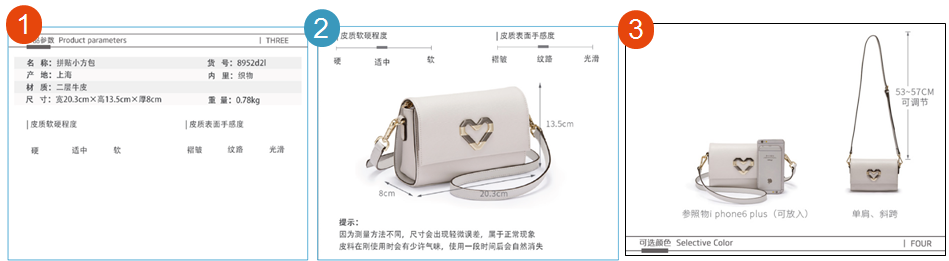 1
品参数 Product parameters | THREE
名 称：拼贴小方包 货 号：8952d2l
产 地：上海 内 里：织物
材 质：二层牛皮
尺 寸：宽20.3cm×高13.5cm×厚8cm 重 量：0.78kg
皮质软硬程度 皮质表面手感度
硬 适中 软 褶皱 纹路 光滑
2
皮质软硬程度 皮质表面手感度
硬 适中 软 褶皱 纹路 光滑
13.5cm
8cm 20.3cm
提示：
因为测量方法不同，尺寸会出现轻微误差，属于正常现象
皮料在刚使用时会有少许气味，使用一段时间后会自然消失
3
53~57CM
可调节
参照物i phone6 plus（可放入） 单肩、斜跨
可选颜色 Selective Color | FOUR